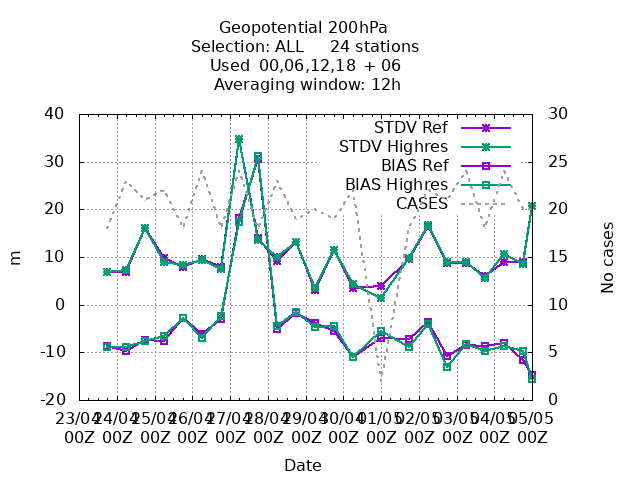 Geopotential 200hPa
Selection: ALL 24 stations
Used 00,06,12,18 + 06
Averaging window: 12h
40 30
STDV Ref
STDV Highres
30 25
BIAS Ref
BIAS Highres
CASES
20 20
10 15
m
No cases
0 10
-10 5
-20 0
23/04 24/04 25/04 26/04 27/04 28/04 29/04 30/04 01/05 02/05 03/05 04/05 05/05
00Z 00Z 00Z 00Z 00Z 00Z 00Z 00Z 00Z 00Z 00Z 00Z 00Z
Date